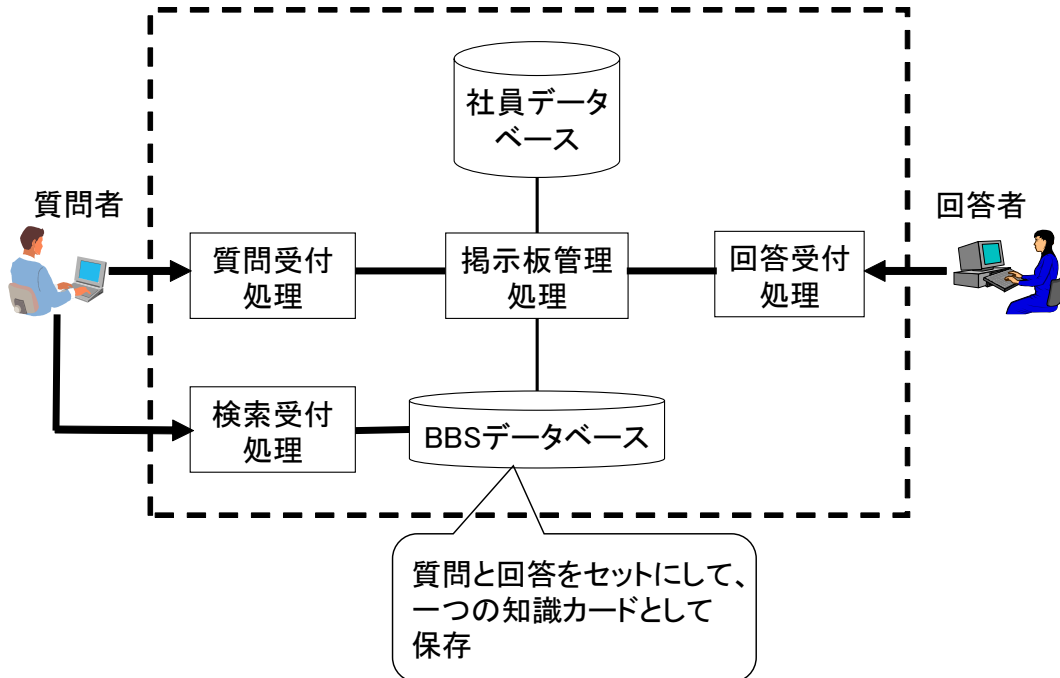 社員データ
ベース
質問者
回答者
質問受付
処理
掲示板管理
処理
回答受付
処理
検索受付
処理
BBSデータベース
質問と回答をセットにして、
一つの知識カードとして
保存